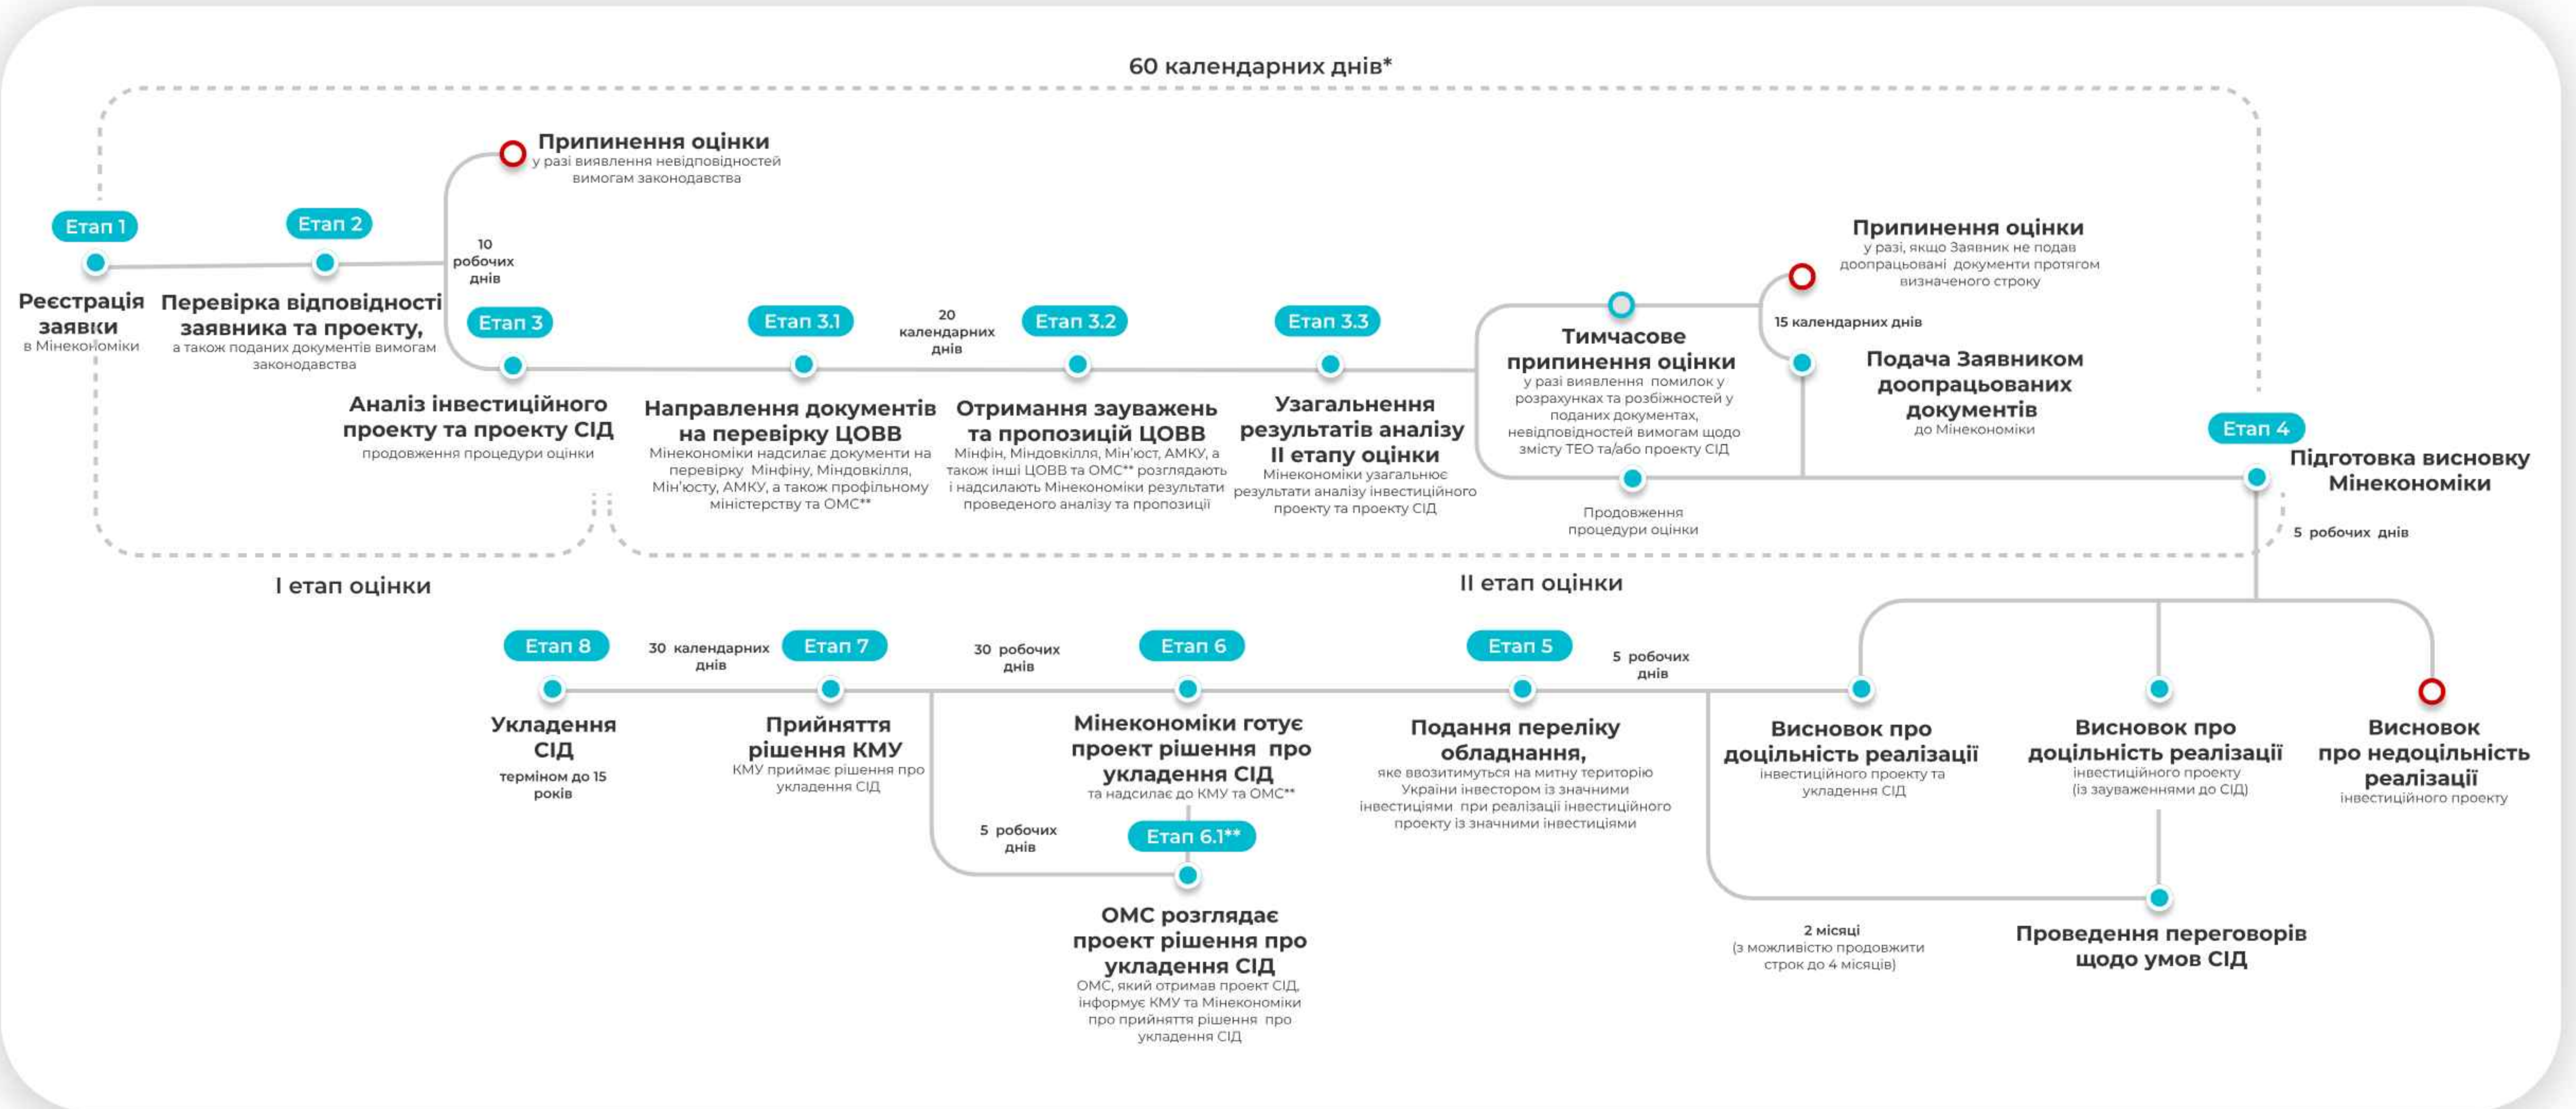 60 календарних днів*
Припинення оцінки
у разі виявлення невідповідностей
вимогам законодавства
Етап 1
Реєстрація
заявки
в Мінекономіки
Етап 2
Перевірка відповідності
заявника та проекту,
а також поданих документів вимогам
законодавства
10
робочих
днів
Етап 3
Аналіз інвестиційного
проекту та проекту СІД
продовження процедури оцінки
Етап 3.1
Направлення документів
на перевірку ЦОВВ
Мінекономіки надсилає документи на
перевірку Мінфіну, Міндовкілля,
Мін'юсту, АМКУ, а також профільному
міністерству та ОМС**
20
календарних
днів
Етап 3.2
Отримання зауважень
та пропозицій ЦОВВ
Мінфін, Міндовкілля, Мін'юст, АМКУ, а
також інші ЦОВВ та ОМС** розглядають
і надсилають Мінекономіки результати
проведеного аналізу та пропозиції
Етап 3.3
Узагальнення
результатів аналізу
ІІ етапу оцінки
Мінекономіки узагальнює
результати аналізу інвестиційного
проекту та проекту СІД
Тимчасове
припинення оцінки
у разі виявлення помилок у
розрахунках та розбіжностей у
поданих документах,
невідповідностей вимогам щодо
змісту ТЕО та/або проекту СІД
Продовження
процедури оцінки
Припинення оцінки
у разі, якщо Заявник не подав
доопрацьовані документи протягом
визначеного строку
15 календарних днів
Подача Заявником
доопрацьованих
документів
до Мінекономіки
Етап 4
Підготовка висновку
Мінекономіки
5 робочих днів
І етап оцінки
ІІ етап оцінки
Етап 8
Укладення
СІД
терміном до 15
років
30 календарних
днів
Етап 7
Прийняття
рішення КМУ
КМУ приймає рішення про
укладення СІД
30 робочих
днів
Етап 6
Мінекономіки готує
проект рішення про
укладення СІД
та надсилає до КМУ та ОМС**
5 робочих
днів
Етап 6.1**
ОМС розглядає
проект рішення про
укладення СІД
ОМС, який отримав проект СІД,
інформує КМУ та Мінекономіки
про прийняття рішення про
укладення СІД
Етап 5
Подання переліку
обладнання,
яке ввозитимуться на митну територію
України інвестором із значними
інвестиціями при реалізації інвестиційного
проекту із значними інвестиціями
5 робочих
днів
Висновок про
доцільність реалізації
інвестиційного проекту та
укладення СІД
Висновок про
доцільність реалізації
інвестиційного проекту
(із зауваженнями до СІД)
Висновок
про недоцільність
реалізації
інвестиційного проекту
2 місяці
(з можливістю продовжити
строк до 4 місяців)
Проведення переговорів
щодо умов СІД